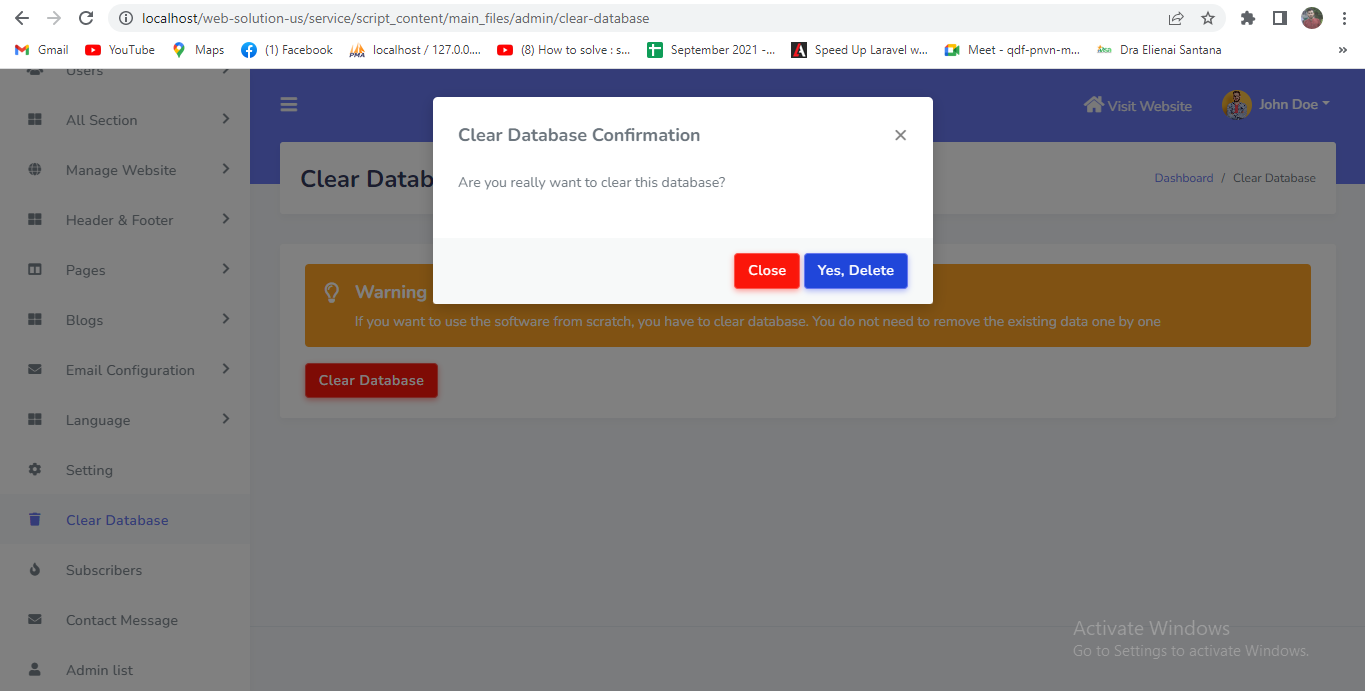 localhost/web-solution-us/service/script_content/main_files/admin/clear-database
Gmail YouTube Maps (1) Facebook localhost / 127.0.0.... (8) How to solve : s... September 2021 -... Speed Up Laravel w... Meet - qdf-pnvn-m... Dra Elienai Santana »
Users
All Section
Manage Website
Header & Footer
Pages
Blogs
Email Configuration
Language
Setting
Clear Database
Subscribers
Contact Message
Admin list
Visit Website John Doe
Clear Datab
Dashboard / Clear Database
Clear Database Confirmation ×
Are you really want to clear this database?
Close Yes, Delete
Warning
If you want to use the software from scratch, you have to clear database. You do not need to remove the existing data one by one
Clear Database
Activate Windows
Go to Settings to activate Windows.